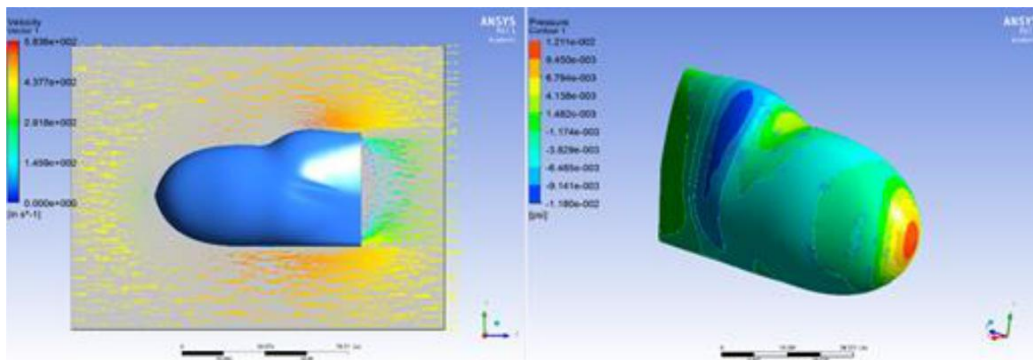 Velocity
Vector 1
5.836e+002
4.377e+002
2.918e+002
1.459e+002
0.000e+000
[in s^-1]
ANSYS
Pressure
Contour 1
1.211e-002
9.450e-003
6.794e-003
4.138e-003
1.482e-003
-1.174e-003
-3.829e-003
-6.485e-003
-9.141e-003
-1.180e-002
[psi]
ANSYS